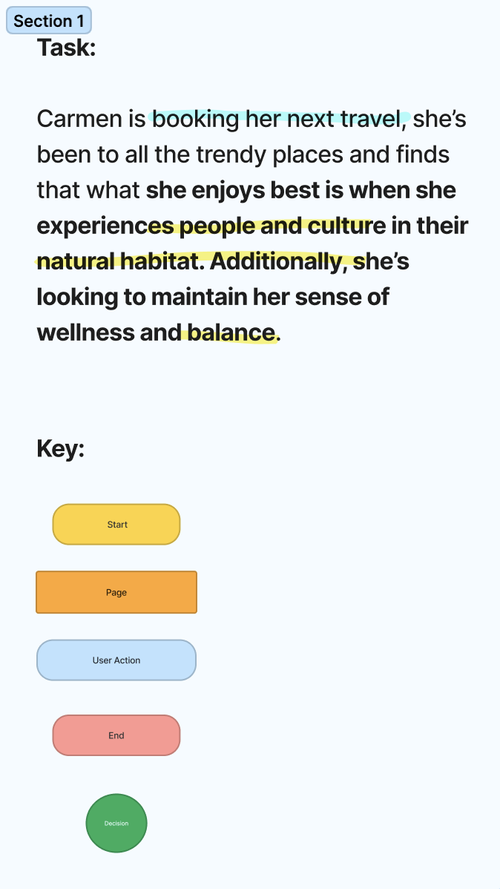 Section 1
Task:
Carmen is booking her next travel, she’s
been to all the trendy places and finds
that what she enjoys best is when she
experiences people and culture in their
natural habitat. Additionally, she’s
looking to maintain her sense of
wellness and balance.
Key:
Start
Page
User Action
End
Decision